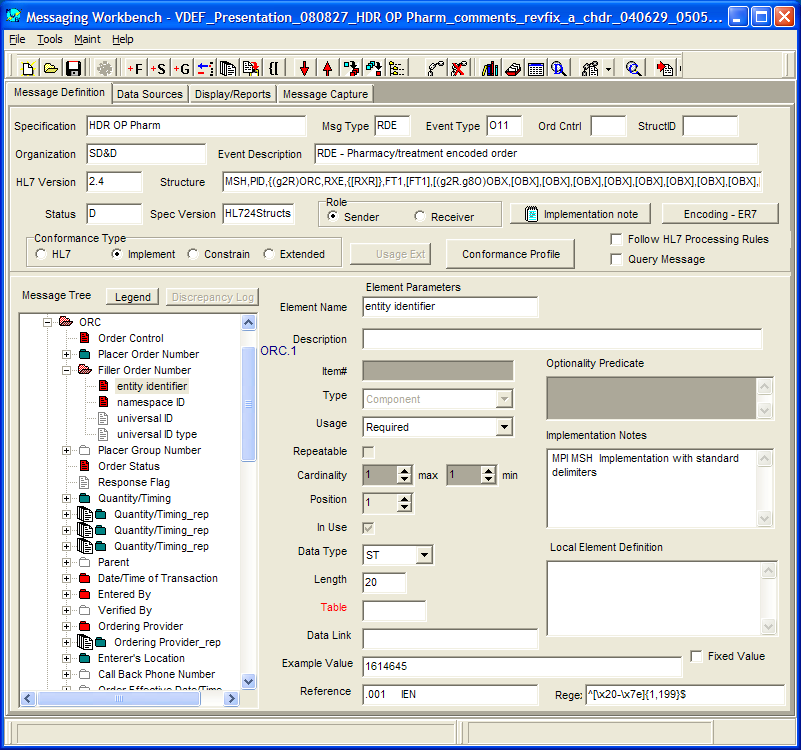 Messaging Workbench - VDEF_Presentation_080827_HDR OP Pharm_comments_revfix_a_chdr_040629_0505...
File Tools Maint Help
+F +S +G
Message Definition Data Sources Display/Reports Message Capture
Specification HDR OP Pharm Msg Type RDE Event Type O11 Ord Cntrl StructID
Organization SD&D Event Description RDE - Pharmacy/treatment encoded order
HL7 Version 2.4 Structure MSH,PID,{(g2R)ORC,RXE,{[RXR]},FT1,[FT1],[(g2R.g8O)OBX,[OBX],[OBX],[OBX],[OBX],[OBX],[OBX],[OBX],
Status D Spec Version HL724Structs Role Sender Receiver Implementation note Encoding - ER7
Conformance Type
HL7 Implement Constrain Extended Usage Ext Conformance Profile
Follow HL7 Processing Rules
Query Message
Message Tree Legend Discrepancy Log
ORC
Order Control
Placer Order Number
Filler Order Number
entity identifier
namespace ID
universal ID
universal ID type
Placer Group Number
Order Status
Response Flag
Quantity/Timing
Quantity/Timing_rep
Quantity/Timing_rep
Quantity/Timing_rep
Parent
Date/Time of Transaction
Entered By
Verified By
Ordering Provider
Ordering Provider_rep
Enterer's Location
Call Back Phone Number
Order Effective Date/Time
Element Parameters
Element Name entity identifier
Description
ORC.1
Item#
Type Component
Usage Required
Repeatable
Cardinality 1 max 1 min
Position 1
In Use
Data Type ST
Length 20
Table
Data Link
Example Value 1614645
Reference .001 IEN
Optionality Predicate
Implementation Notes
MPI MSH Implementation with standard
delimiters
Local Element Definition
Fixed Value
Rege: ^[\x20-\x7e]{1,199}$